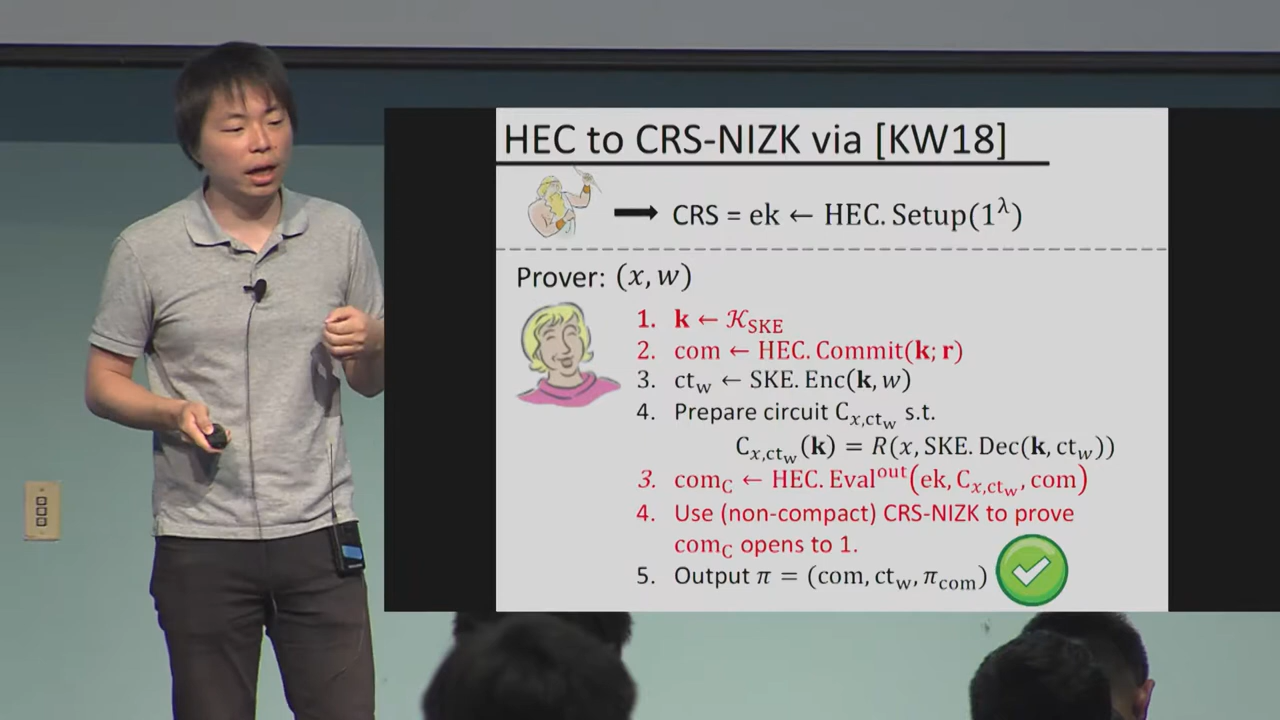 HEC to CRS-NIZK via [KW18]
CRS = ek ← HEC. Setup(1^λ)
Prover: (x, w)
1. k ← 𝒦_SKE
2. com ← HEC. Commit(k; r)
3. ct_w ← SKE. Enc(k, w)
4. Prepare circuit C_{x,ct_w} s.t.
C_{x,ct_w}(k) = R(x, SKE. Dec(k, ct_w))
3. com_C ← HEC. Eval^out(ek, C_{x,ct_w}, com)
4. Use (non-compact) CRS-NIZK to prove
com_C opens to 1.
5. Output π = (com, ct_w, π_com)